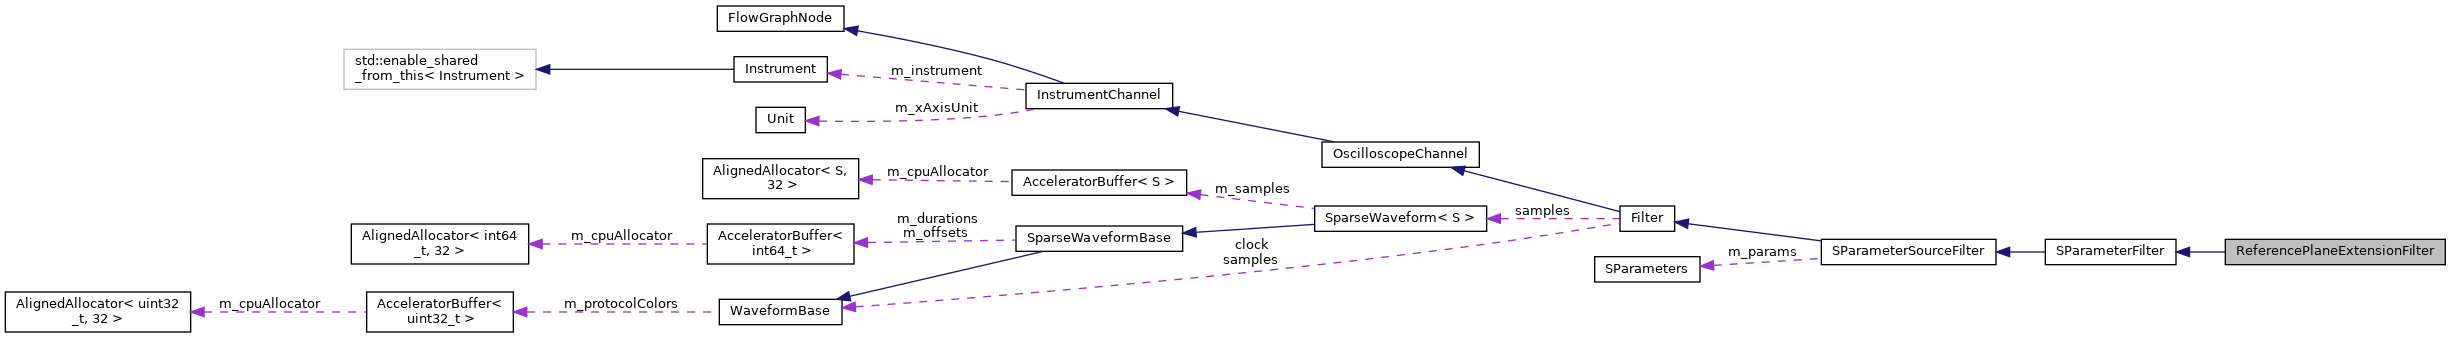 FlowGraphNode
std::enable_shared
_from_this< Instrument >
Instrument
m_instrument
InstrumentChannel
Unit
m_xAxisUnit
OscilloscopeChannel
AlignedAllocator< S,
32 >
m_cpuAllocator
AcceleratorBuffer< S >
m_samples
SparseWaveform< S >
samples
Filter
AlignedAllocator< int64
_t, 32 >
m_cpuAllocator
AcceleratorBuffer<
int64_t >
m_durations
m_offsets
SparseWaveformBase
clock
samples
SParameters
m_params
SParameterSourceFilter
SParameterFilter
ReferencePlaneExtensionFilter
AlignedAllocator< uint32
_t, 32 >
m_cpuAllocator
AcceleratorBuffer<
uint32_t >
m_protocolColors
WaveformBase